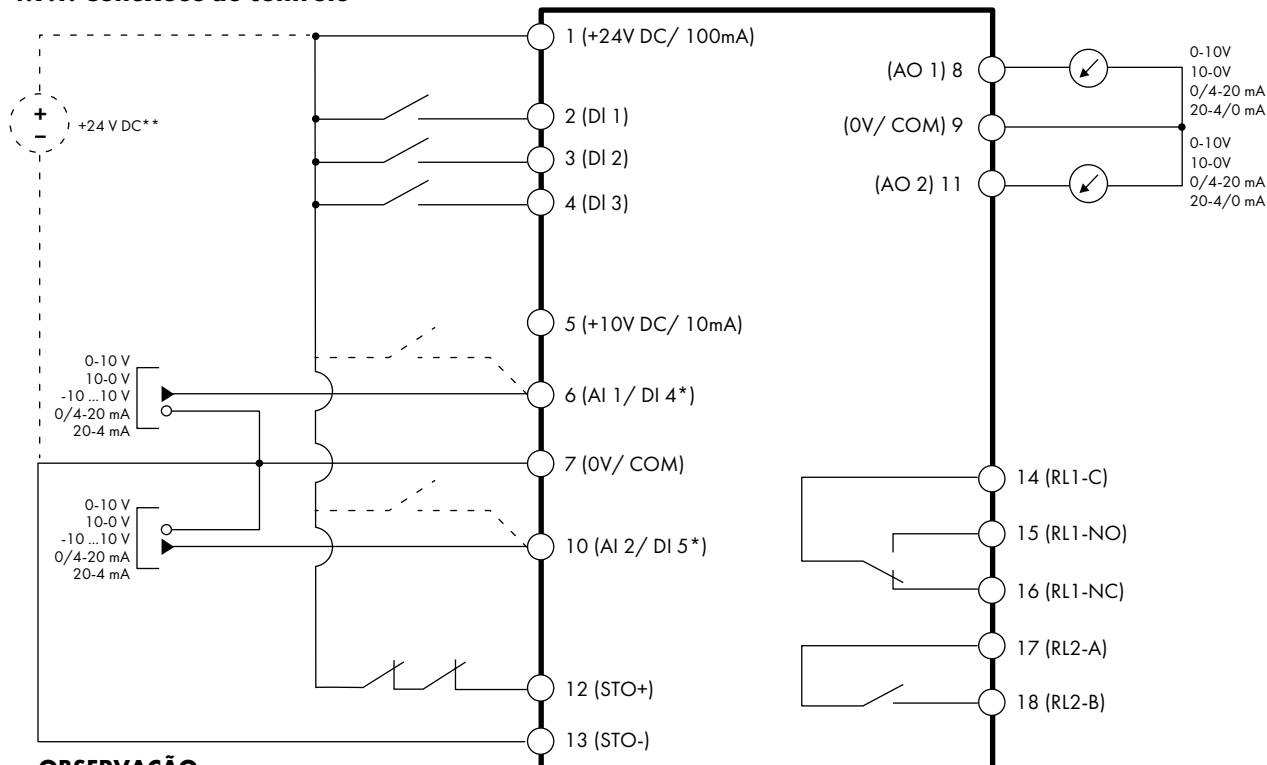 1 (+24V DC/ 100mA)
+
−
+24 V DC**
2 (DI 1)
3 (DI 2)
4 (DI 3)
5 (+10V DC/ 10mA)
0-10 V
10-0 V
-10 ...10 V
0/4-20 mA
20-4 mA
6 (AI 1/ DI 4*)
7 (0V/ COM)
0-10 V
10-0 V
-10 ...10 V
0/4-20 mA
20-4 mA
10 (AI 2/ DI 5*)
12 (STO+)
13 (STO-)
(AO 1) 8
0-10V
10-0V
0/4-20 mA
20-4/0 mA
(0V/ COM) 9
(AO 2) 11
0-10V
10-0V
0/4-20 mA
20-4/0 mA
14 (RL1-C)
15 (RL1-NO)
16 (RL1-NC)
17 (RL2-A)
18 (RL2-B)
OBSERVAÇÃO